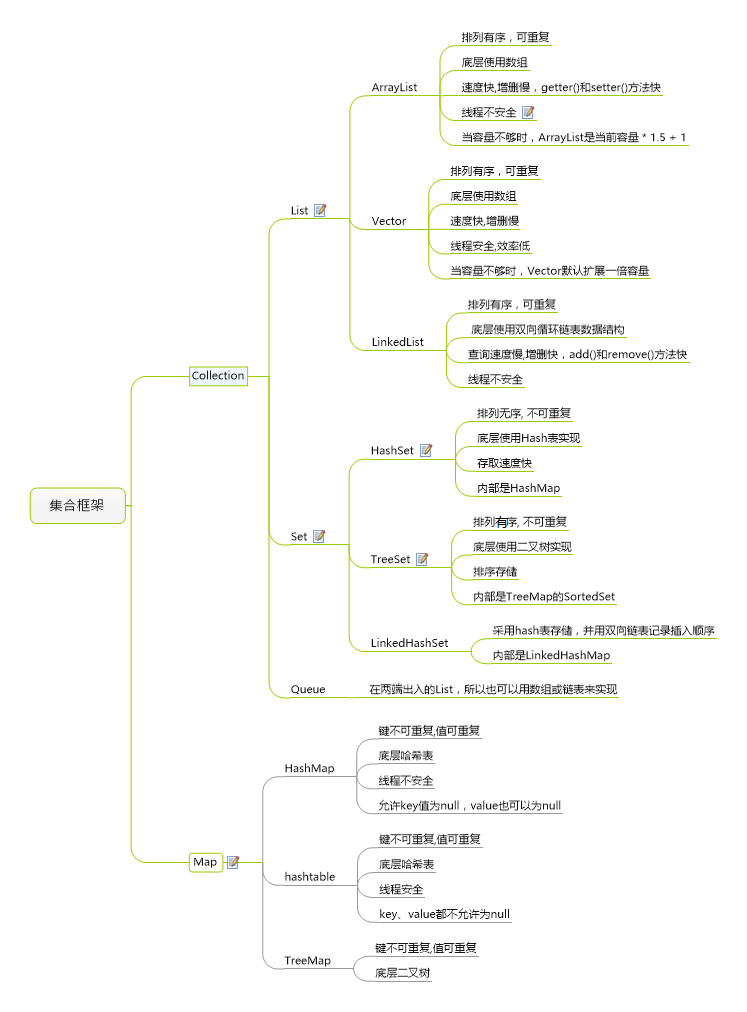 集合框架
Collection
List
ArrayList
排列有序，可重复
底层使用数组
速度快,增删慢，getter()和setter()方法快
线程不安全
当容量不够时，ArrayList是当前容量 * 1.5 + 1
Vector
排列有序，可重复
底层使用数组
速度快,增删慢
线程安全,效率低
当容量不够时，Vector默认扩展一倍容量
LinkedList
排列有序，可重复
底层使用双向循环链表数据结构
查询速度慢,增删快，add()和remove()方法快
线程不安全
Set
HashSet
排列无序, 不可重复
底层使用Hash表实现
存取速度快
内部是HashMap
TreeSet
排列有序, 不可重复
底层使用二叉树实现
排序存储
内部是TreeMap的SortedSet
LinkedHashSet
采用hash表存储，并用双向链表记录插入顺序
内部是LinkedHashMap
Queue
在两端出入的List，所以也可以用数组或链表来实现
Map
HashMap
键不可重复,值可重复
底层哈希表
线程不安全
允许key值为null，value也可以为null
hashtable
键不可重复,值可重复
底层哈希表
线程安全
key、value都不允许为null
TreeMap
键不可重复,值可重复
底层二叉树